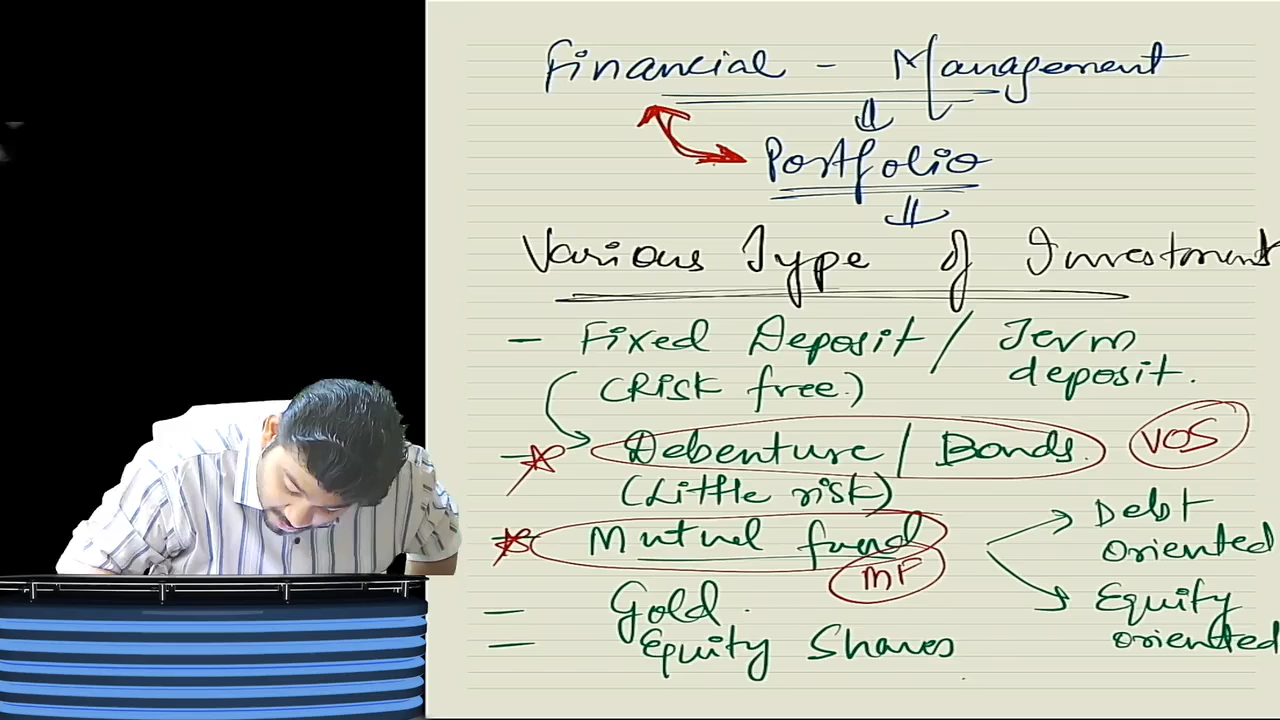 Financial - Management
Portfolio
Various Type of Investment
- Fixed Deposit / Term deposit.
(Risk free.)
- Debenture / Bonds. VOS
(Little risk)
- Mutual fund
MF
Debt oriented
Equity oriented
- Gold.
- Equity Shares